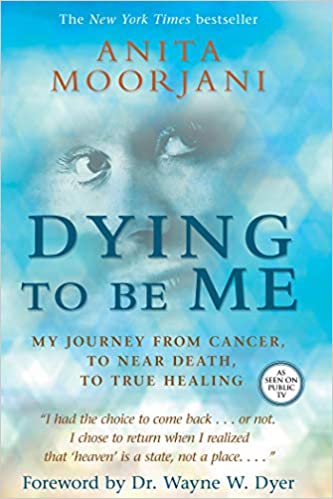 The New York Times bestseller
ANITA
MOORJANI
DYING
TO BE ME
MY JOURNEY FROM CANCER,
TO NEAR DEATH,
TO TRUE HEALING
AS
SEEN ON
PUBLIC
TV
"I had the choice to come back . . . or not.
I chose to return when I realized
that 'heaven' is a state, not a place. . . ."
Foreword by Dr. Wayne W. Dyer